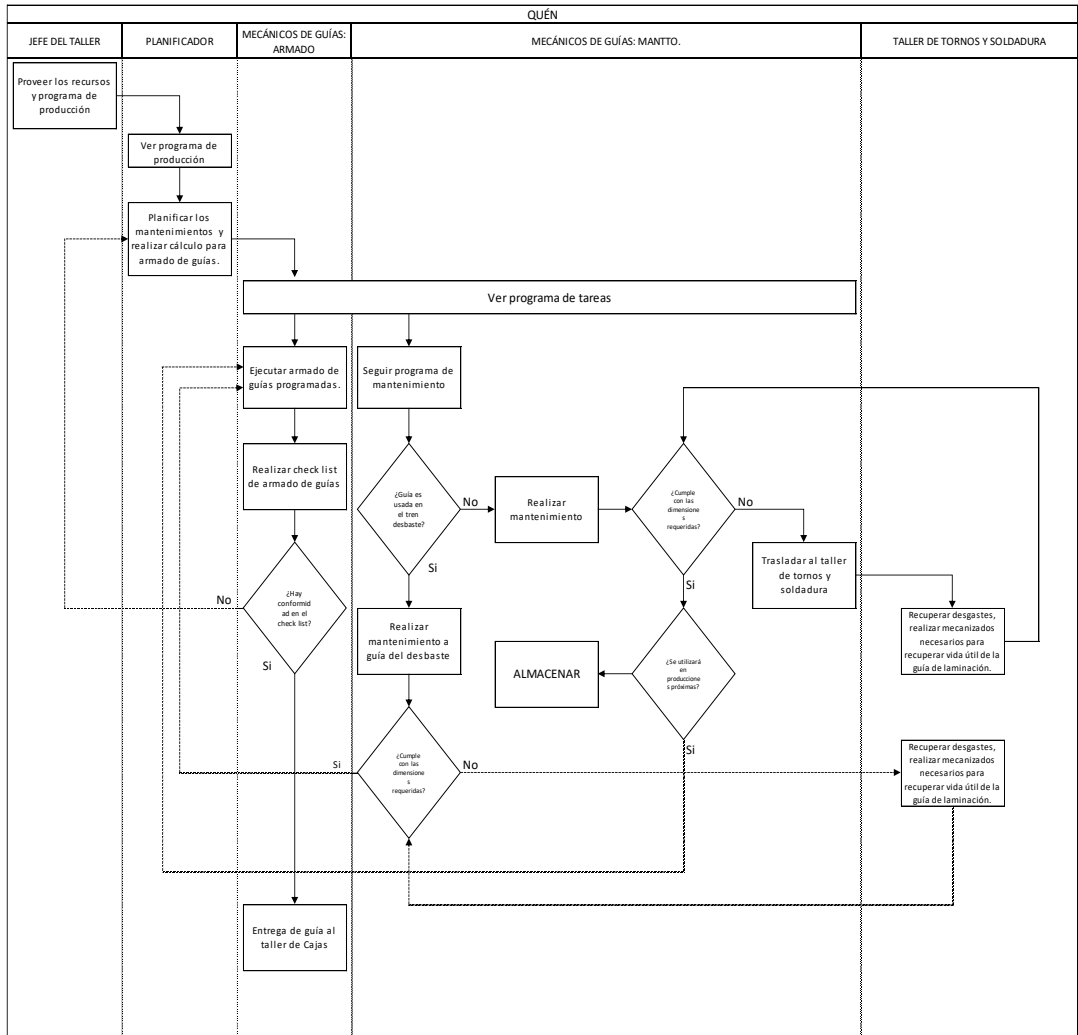 QUÉN
JEFE DEL TALLER
PLANIFICADOR
MECÁNICOS DE GUÍAS:
ARMADO
MECÁNICOS DE GUÍAS: MANTTO.
TALLER DE TORNOS Y SOLDADURA
Proveer los recursos
y programa de
producción
Ver programa de
producción
Planificar los
mantenimientos y
realizar cálculo para
armado de guías.
Ver programa de tareas
Ejecutar armado de
guías programadas.
Seguir programa de
mantenimiento
Realizar check list
de armado de guías
¿Guía es
usada en
el tren
desbaste?
No
Realizar
mantenimiento
¿Cumple
con las
dimensione
s
requeridas?
No
Trasladar al taller
de tornos y
soldadura
Si
Si
¿Hay
conformid
ad en el
check list?
No
Si
Realizar
mantenimiento a
guía del desbaste
Recuperar desgastes,
realizar mecanizados
necesarios para
recuperar vida útil de la
guía de laminación.
ALMACENAR
¿Se utilizará
en
produccione
s próximas?
Si
¿Cumple
con las
dimensione
s
requeridas?
Si
No
Recuperar desgastes,
realizar mecanizados
necesarios para
recuperar vida útil de la
guía de laminación.
Entrega de guía al
taller de Cajas